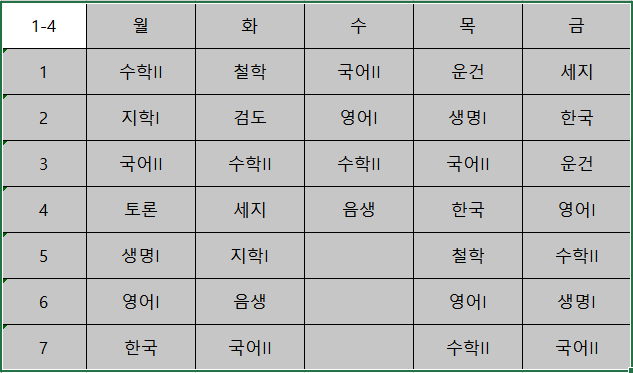 1-4 월 화 수 목 금
1 수학II 철학 국어II 운건 세지
2 지학I 검도 영어I 생명I 한국
3 국어II 수학II 수학II 국어II 운건
4 토론 세지 음생 한국 영어I
5 생명I 지학I 철학 수학II
6 영어I 음생 영어I 생명I
7 한국 국어II 수학II 국어II